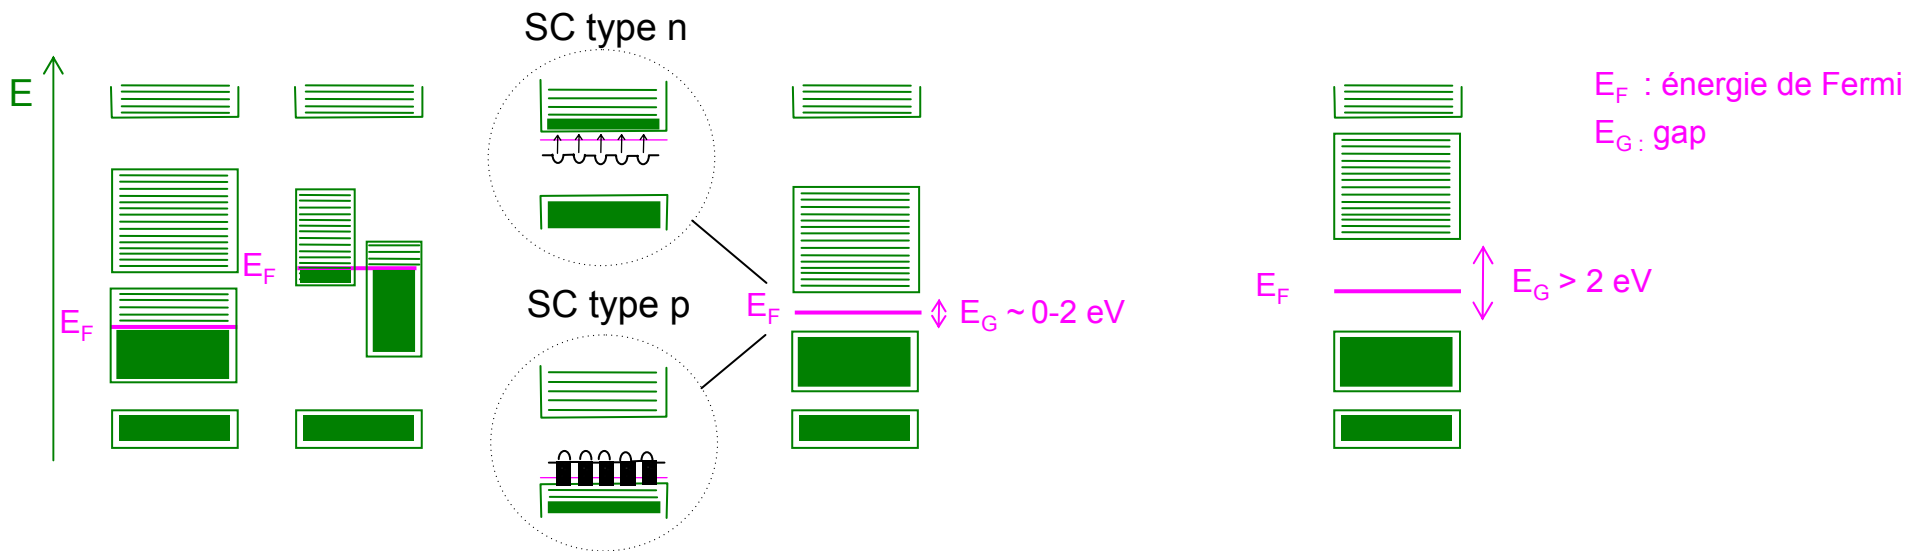 SC type n
E
E_F : énergie de Fermi
E_G : gap
E_F
E_F
SC type p
E_F
E_G ~ 0-2 eV
E_F
E_G > 2 eV